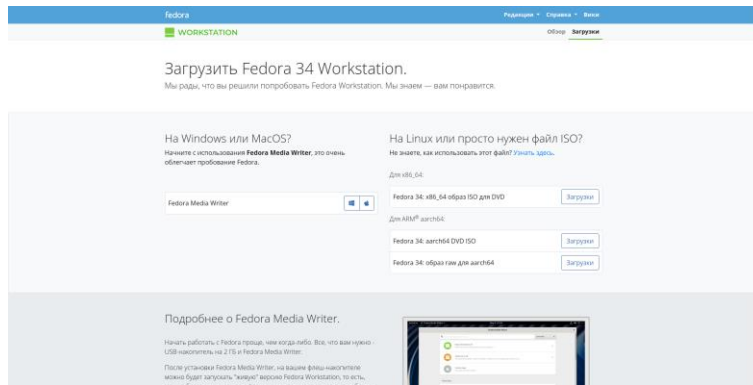 fedora
Редакции Справка Вики
WORKSTATION
Обзор Загрузки
Загрузить Fedora 34 Workstation.
Мы рады, что вы решили попробовать Fedora Workstation. Мы знаем — вам понравится.
На Windows или MacOS?
Начните с использования Fedora Media Writer, это очень
облегчает пробование Fedora.
Fedora Media Writer
На Linux или просто нужен файл ISO?
Не знаете, как использовать этот файл? Узнать здесь.
Для x86_64:
Fedora 34: x86_64 образ ISO для DVD
Загрузки
Для ARM® aarch64:
Fedora 34: aarch64 DVD ISO
Загрузки
Fedora 34: образ raw для aarch64
Загрузки
Подробнее о Fedora Media Writer.
Начать работать с Fedora проще, чем когда-либо. Все, что вам нужно -
USB-накопитель на 2 ГБ и Fedora Media Writer.
После установки Fedora Media Writer, на вашем флеш-накопителе
можно будет запускать "живую" версию Fedora Workstation, то есть,